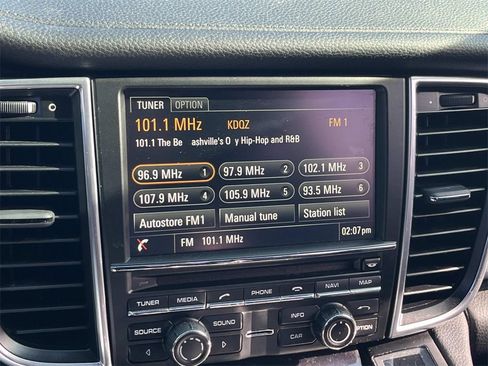 TUNER OPTION
101.1 MHz KDQZ FM 1
101.1 The Be ashville's O y Hip-Hop and R&B
96.9 MHz 1 97.9 MHz 2 102.1 MHz 3
107.9 MHz 4 105.9 MHz 5 93.5 MHz 6
Autostore FM1 Manual tune Station list
FM 101.1 MHz 02:07pm
TUNER MEDIA PHONE NAVI MAP
SOURCE SOUND INFO CAR OPTION